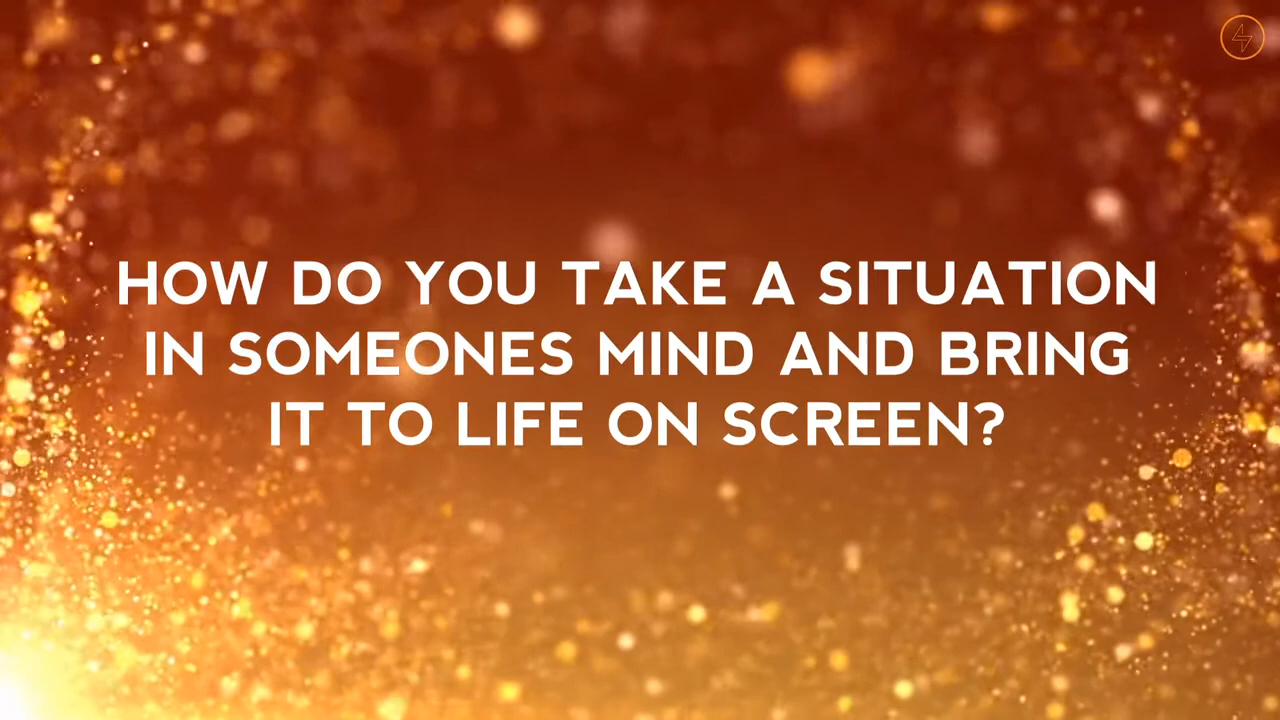 HOW DO YOU TAKE A SITUATION
IN SOMEONES MIND AND BRING
IT TO LIFE ON SCREEN?